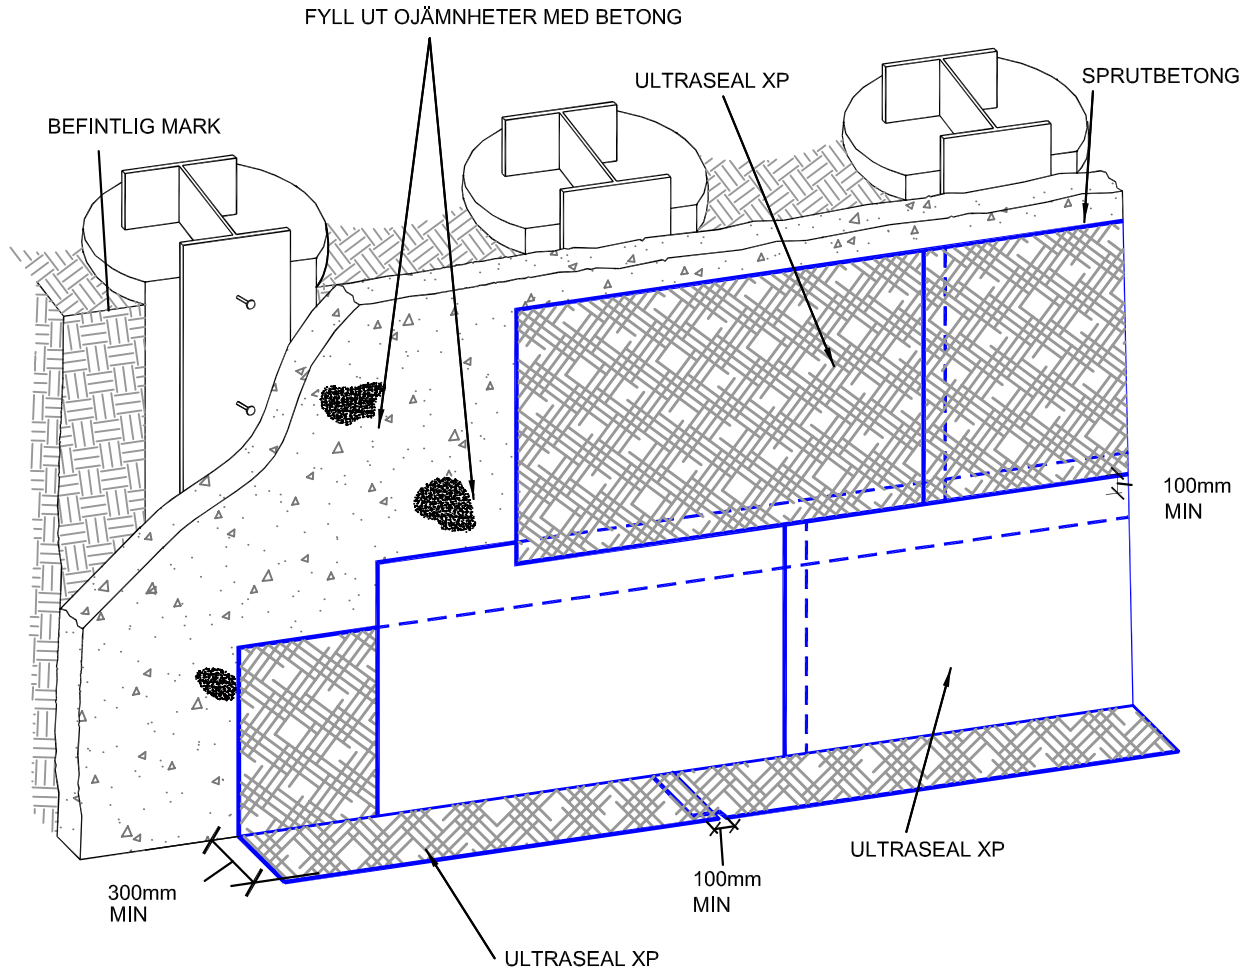 FYLL UT OJÄMNHETER MED BETONG
ULTRASEAL XP
SPRUTBETONG
BEFINTLIG MARK
100mm
MIN
ULTRASEAL XP
300mm
MIN
100mm
MIN
ULTRASEAL XP